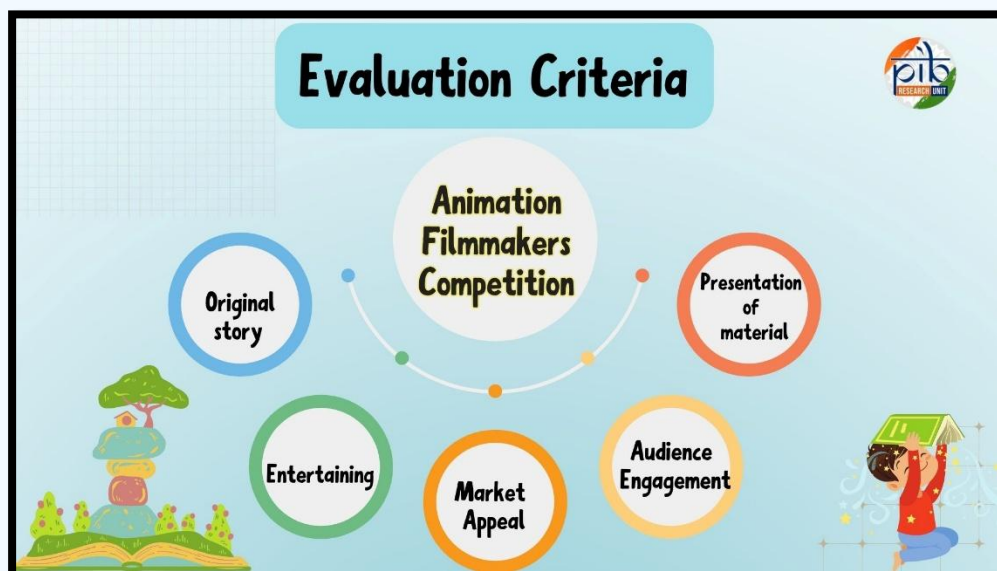 Evaluation Criteria
pib
RESEARCH UNIT
Animation
Filmmakers
Competition
Original
story
Entertaining
Market
Appeal
Audience
Engagement
Presentation
of
material